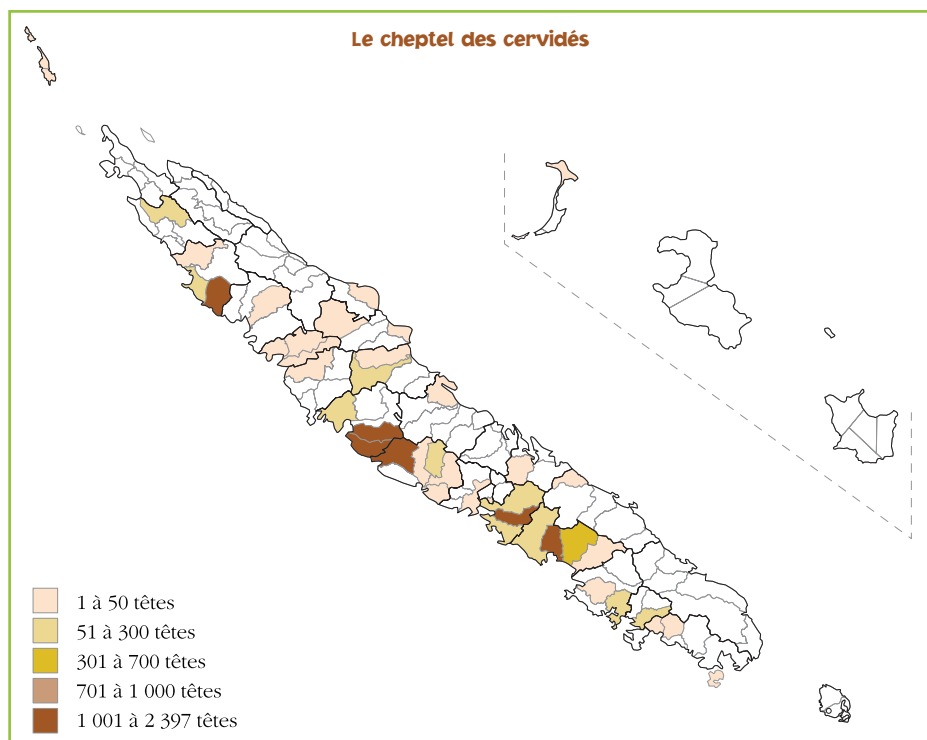 Le cheptel des cervidés
1 à 50 têtes
51 à 300 têtes
301 à 700 têtes
701 à 1 000 têtes
1 001 à 2 397 têtes